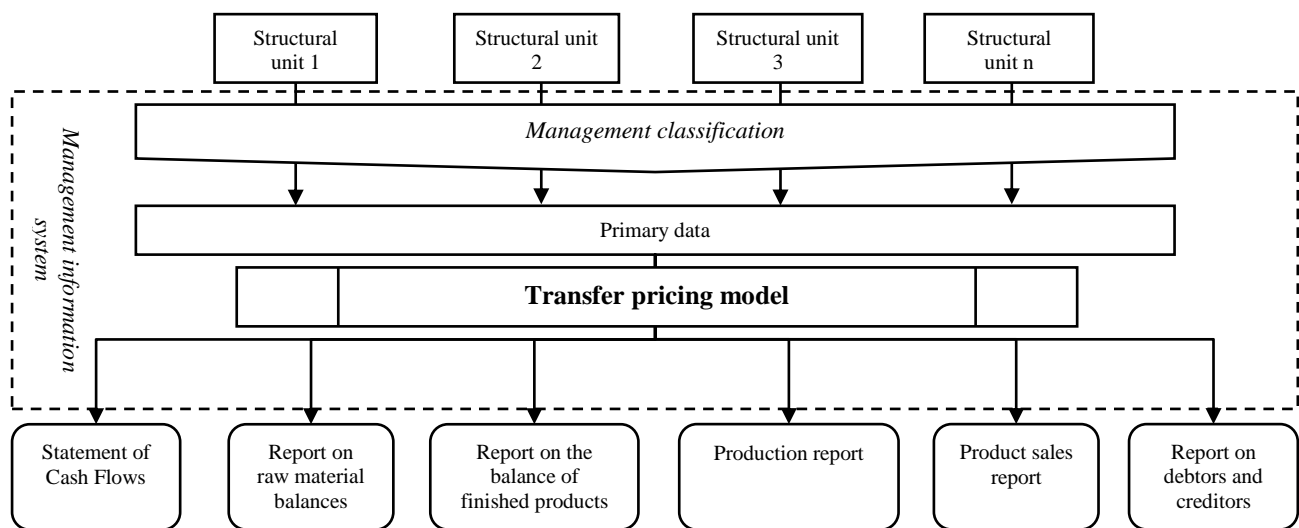 Structural
unit 1
Structural unit
2
Structural unit
3
Structural
unit n
Management information
system
Management classification
Primary data
Transfer pricing model
Statement of
Cash Flows
Report on
raw material
balances
Report on the
balance of
finished products
Production report
Product sales
report
Report on
debtors and
creditors